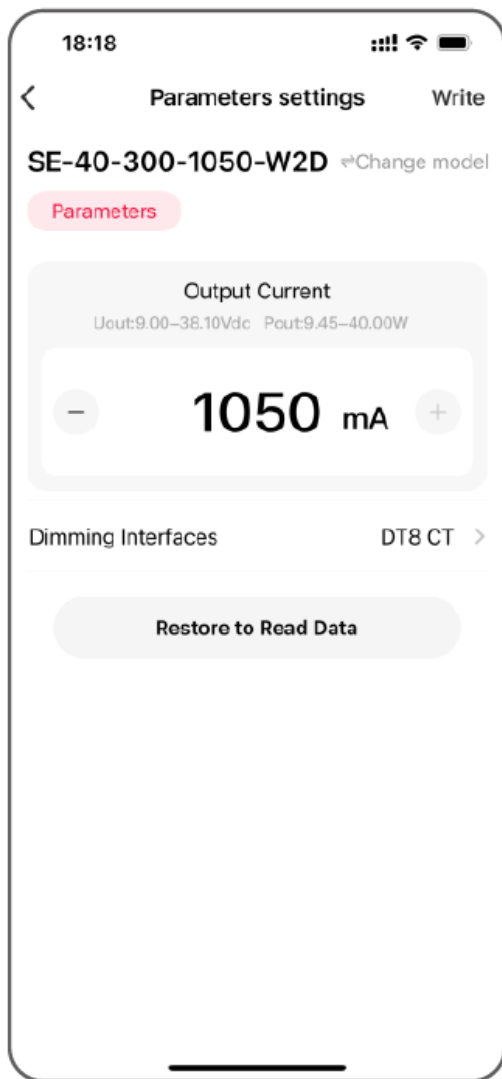 18:18
Parameters settings Write
SE-40-300-1050-W2D ⇌Change model
Parameters
Output Current
Uout:9.00–38.10Vdc Pout:9.45–40.00W
− 1050 mA +
Dimming Interfaces DT8 CT >
Restore to Read Data